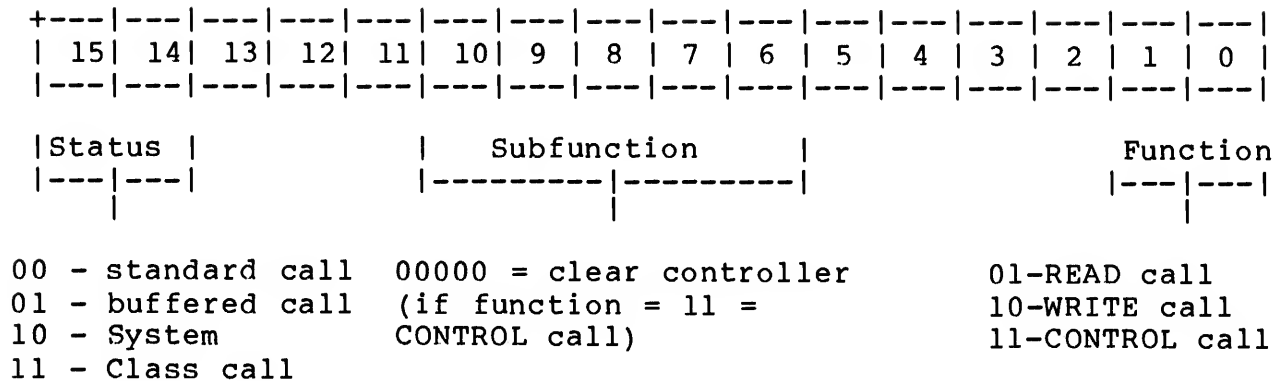 +---|---|---|---|---|---|---|---|---|---|---|---|---|---|---|---|
| 15| 14| 13| 12| 11| 10| 9 | 8 | 7 | 6 | 5 | 4 | 3 | 2 | 1 | 0 |
|---|---|---|---|---|---|---|---|---|---|---|---|---|---|---|---|
|Status | | Subfunction | Function
|---|---| |---------|---------| |---|---|
| | |
00 - standard call 00000 = clear controller 01-READ call
01 - buffered call (if function = 11 = 10-WRITE call
10 - System CONTROL call) 11-CONTROL call
11 - Class call